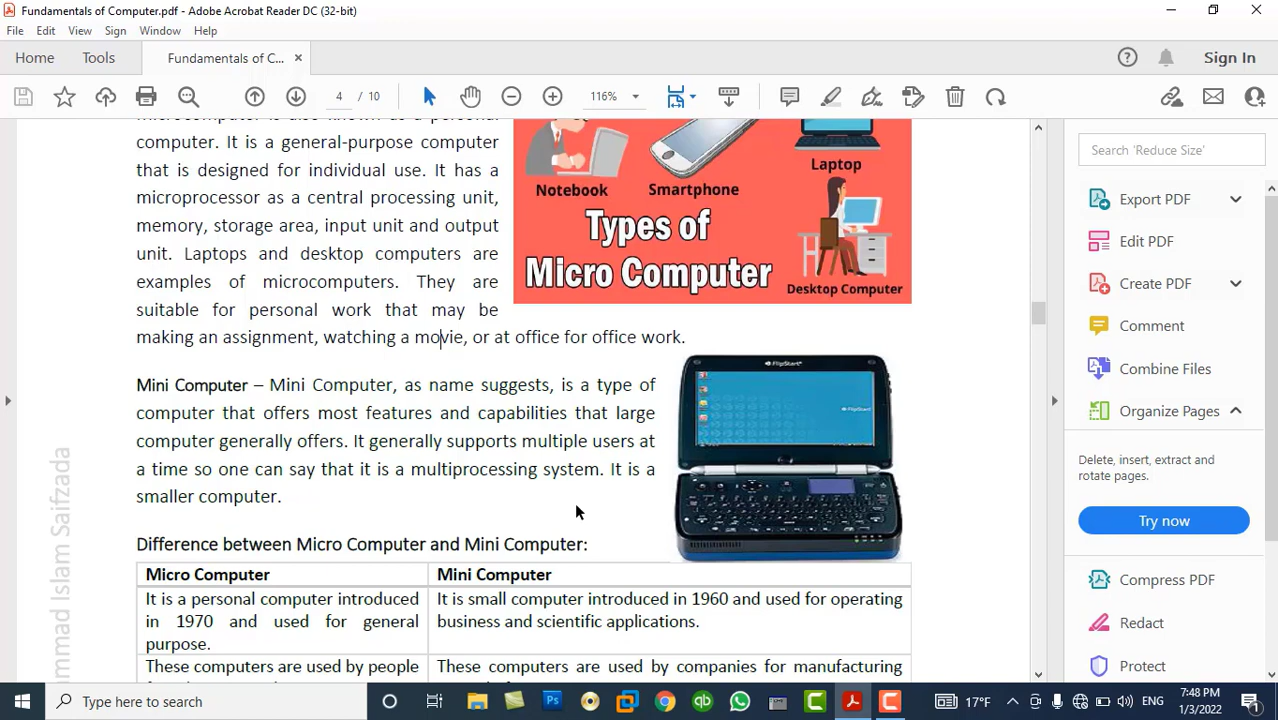 Fundamentals of Computer.pdf - Adobe Acrobat Reader DC (32-bit)
File Edit View Sign Window Help
Home Tools Fundamentals of C... × Sign In
4 / 10 116%
microcomputer is also known as a personal
computer. It is a general-purpose computer
that is designed for individual use. It has a
microprocessor as a central processing unit,
memory, storage area, input unit and output
unit. Laptops and desktop computers are
examples of microcomputers. They are
suitable for personal work that may be
making an assignment, watching a movie, or at office for office work.
Notebook
Smartphone
Laptop
Types of
Micro Computer
Desktop Computer
Mini Computer – Mini Computer, as name suggests, is a type of
computer that offers most features and capabilities that large
computer generally offers. It generally supports multiple users at
a time so one can say that it is a multiprocessing system. It is a
smaller computer.
FlipStart
FlipStart
Difference between Micro Computer and Mini Computer:
Micro Computer Mini Computer
It is a personal computer introduced
in 1970 and used for general
purpose.
It is small computer introduced in 1960 and used for operating
business and scientific applications.
These computers are used by people
These computers are used by companies for manufacturing
ammad Islam Saifzada
Search 'Reduce Size'
Export PDF
Edit PDF
Create PDF
Comment
Combine Files
Organize Pages
Delete, insert, extract and
rotate pages.
Try now
Compress PDF
Redact
Protect
Type here to search
17°F
ENG
7:48 PM
1/3/2022